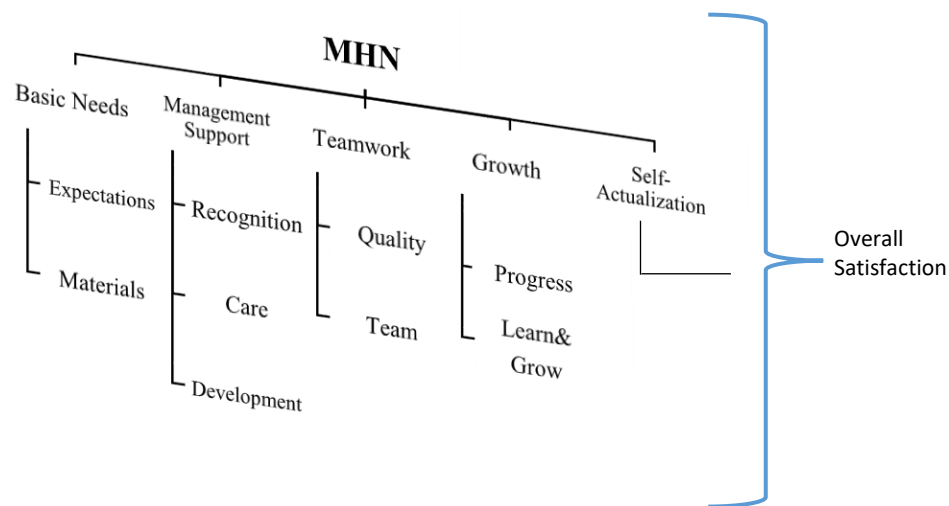 MHN
Basic Needs
Expectations
Materials
Management
Support
Recognition
Care
Development
Teamwork
Quality
Team
Growth
Progress
Learn&
Grow
Self-
Actualization
Overall
Satisfaction